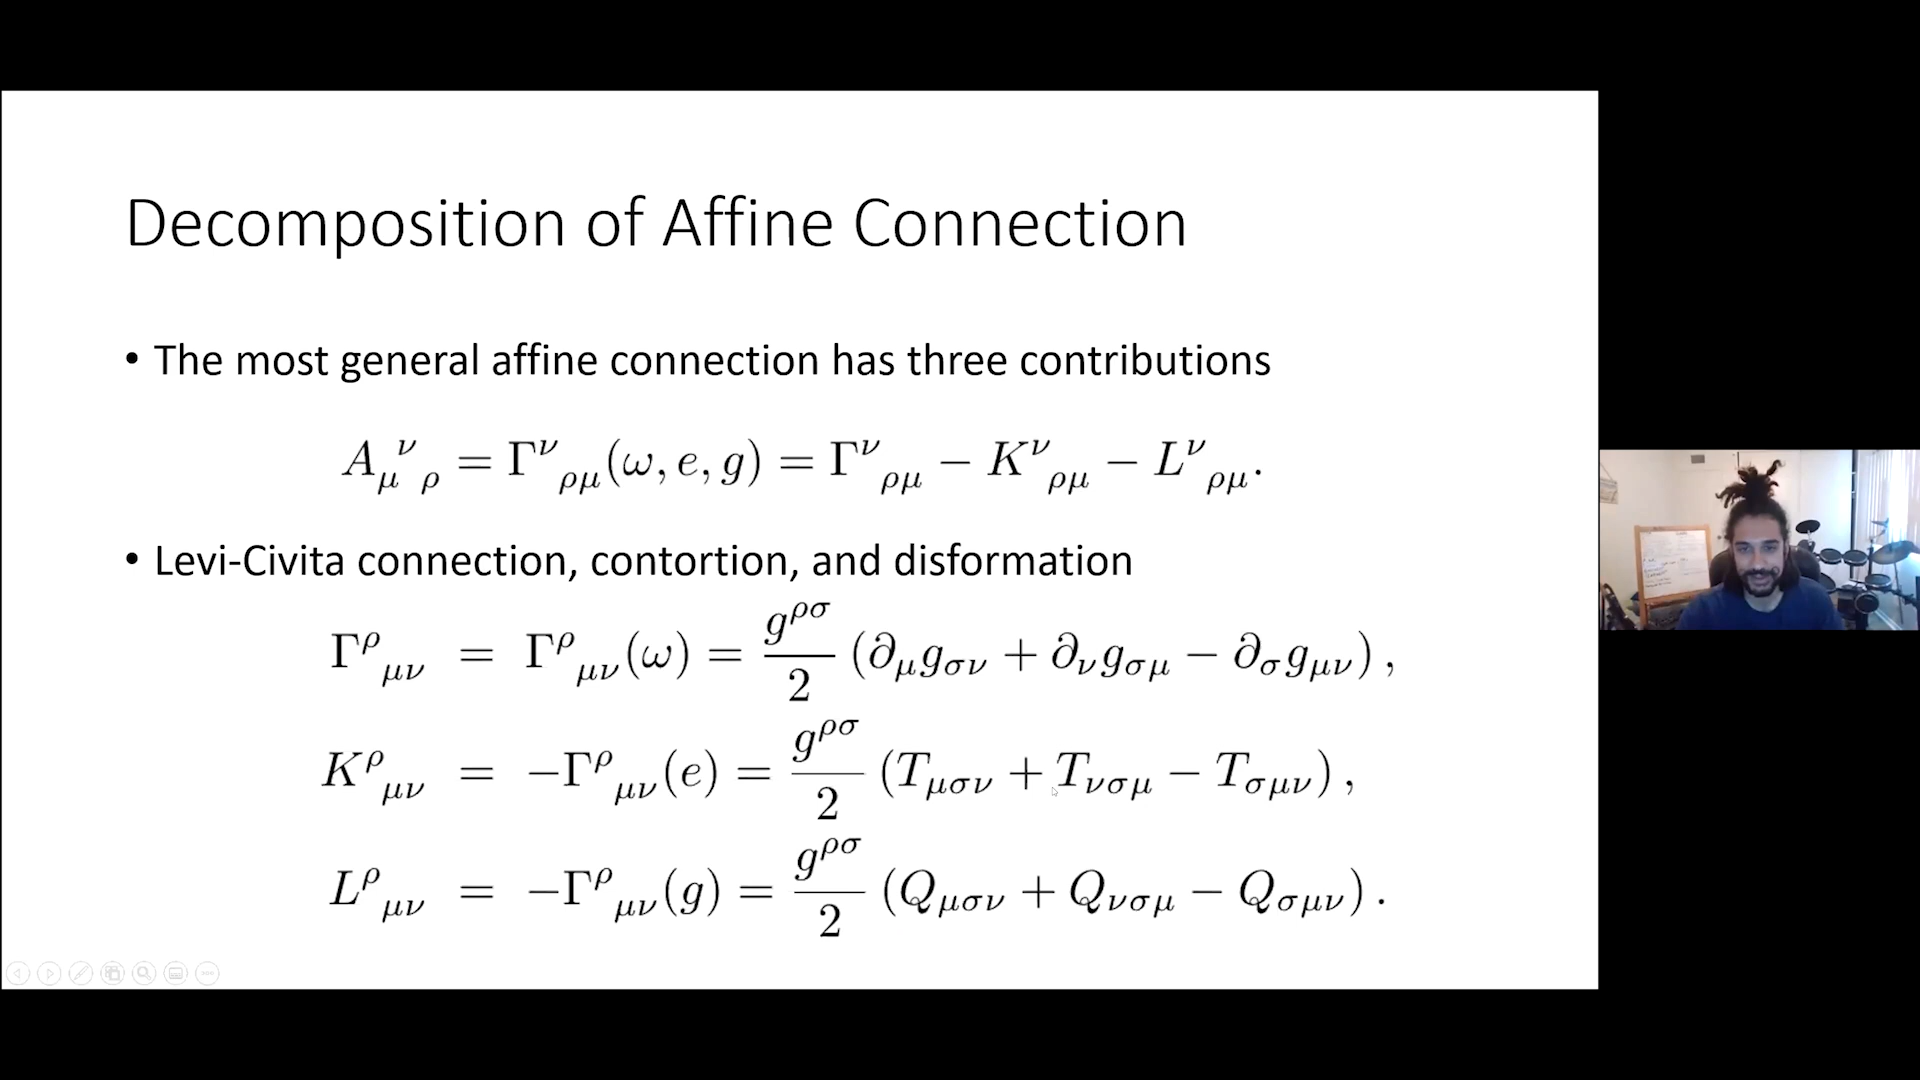 Decomposition of Affine Connection
• The most general affine connection has three contributions
A_μ^ν_ρ = Γ^ν_ρμ(ω, e, g) = Γ^ν_ρμ − K^ν_ρμ − L^ν_ρμ.
• Levi-Civita connection, contortion, and disformation
Γ^ρ_μν = Γ^ρ_μν(ω) = g^ρσ/2 (∂_μ g_σν + ∂_ν g_σμ − ∂_σ g_μν),
K^ρ_μν = −Γ^ρ_μν(e) = g^ρσ/2 (T_μσν + T_νσμ − T_σμν),
L^ρ_μν = −Γ^ρ_μν(g) = g^ρσ/2 (Q_μσν + Q_νσμ − Q_σμν).